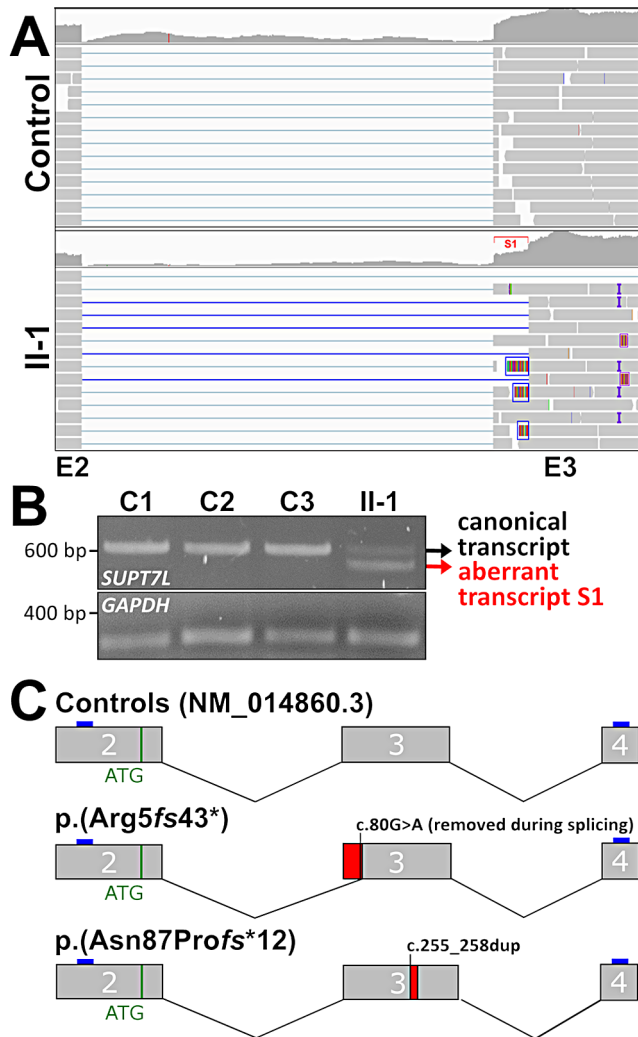 A
Control
S1
II-1
E2 E3
B
C1 C2 C3 II-1
600 bp
SUPT7L
canonical
transcript
aberrant
transcript S1
GAPDH
400 bp
C
Controls (NM_014860.3)
2 3 4
ATG
p.(Arg5fs43*)
c.80G>A (removed during splicing)
2 3 4
ATG
p.(Asn87Profs*12)
c.255_258dup
2 3 4
ATG